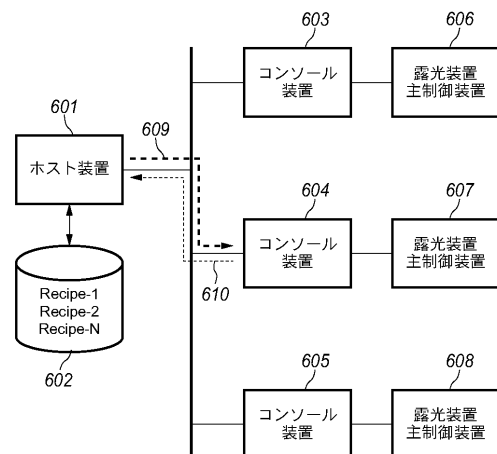 603
606
コンソール
装置
露光装置
主制御装置
601
609
ホスト装置
604
607
コンソール
装置
露光装置
主制御装置
610
Recipe-1
Recipe-2
Recipe-N
602
605
608
コンソール
装置
露光装置
主制御装置